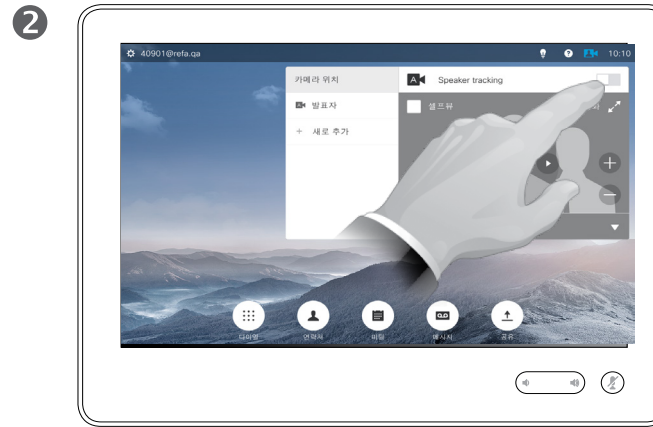 2
40901@refa.qa
10:10
카메라 위치
Speaker tracking
발표자
셀프뷰
+ 새로 추가
다이얼
연락처
미팅
메시지
공유